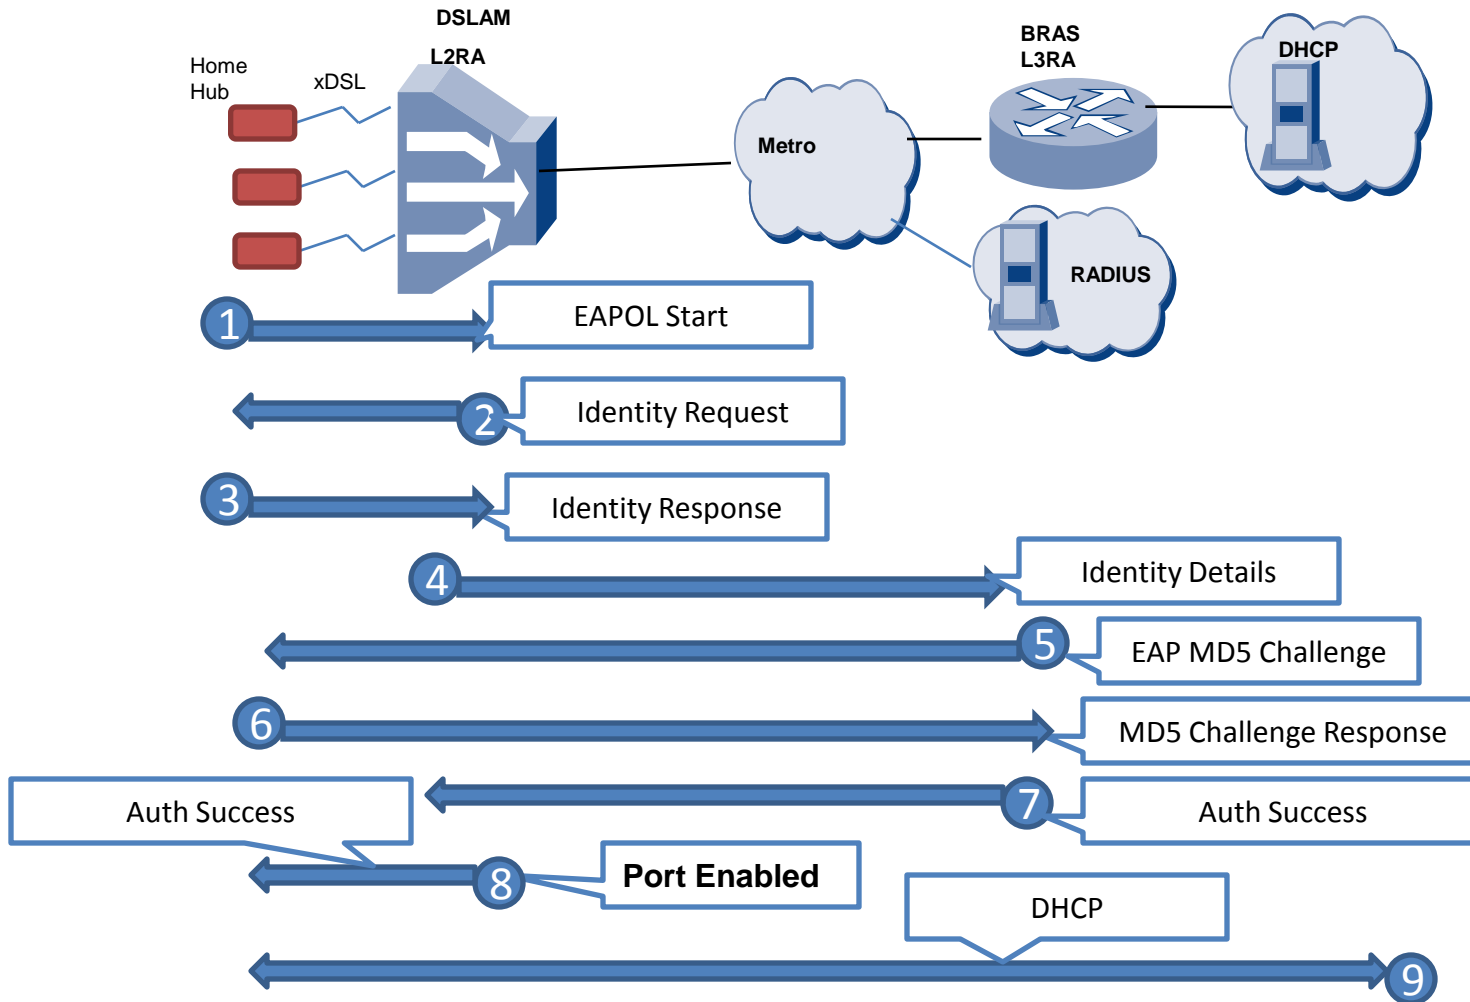 DSLAM
L2RA
Home
Hub
xDSL
Metro
BRAS
L3RA
DHCP
RADIUS
1
EAPOL Start
2
Identity Request
3
Identity Response
4
Identity Details
5
EAP MD5 Challenge
6
MD5 Challenge Response
7
Auth Success
Auth Success
8
Port Enabled
DHCP
9